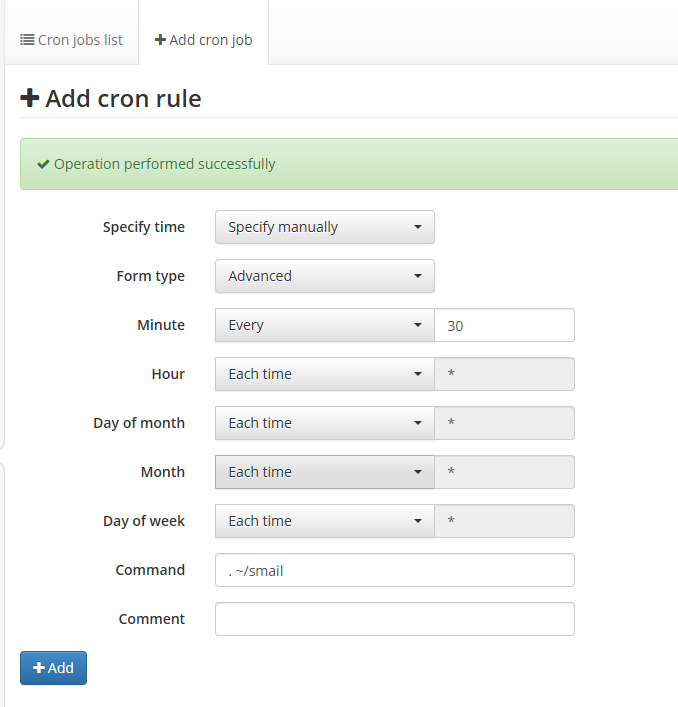 Cron jobs list Add cron job
Add cron rule
Operation performed successfully
Specify time Specify manually
Form type Advanced
Minute Every 30
Hour Each time *
Day of month Each time *
Month Each time *
Day of week Each time *
Command . ~/smail
Comment
Add